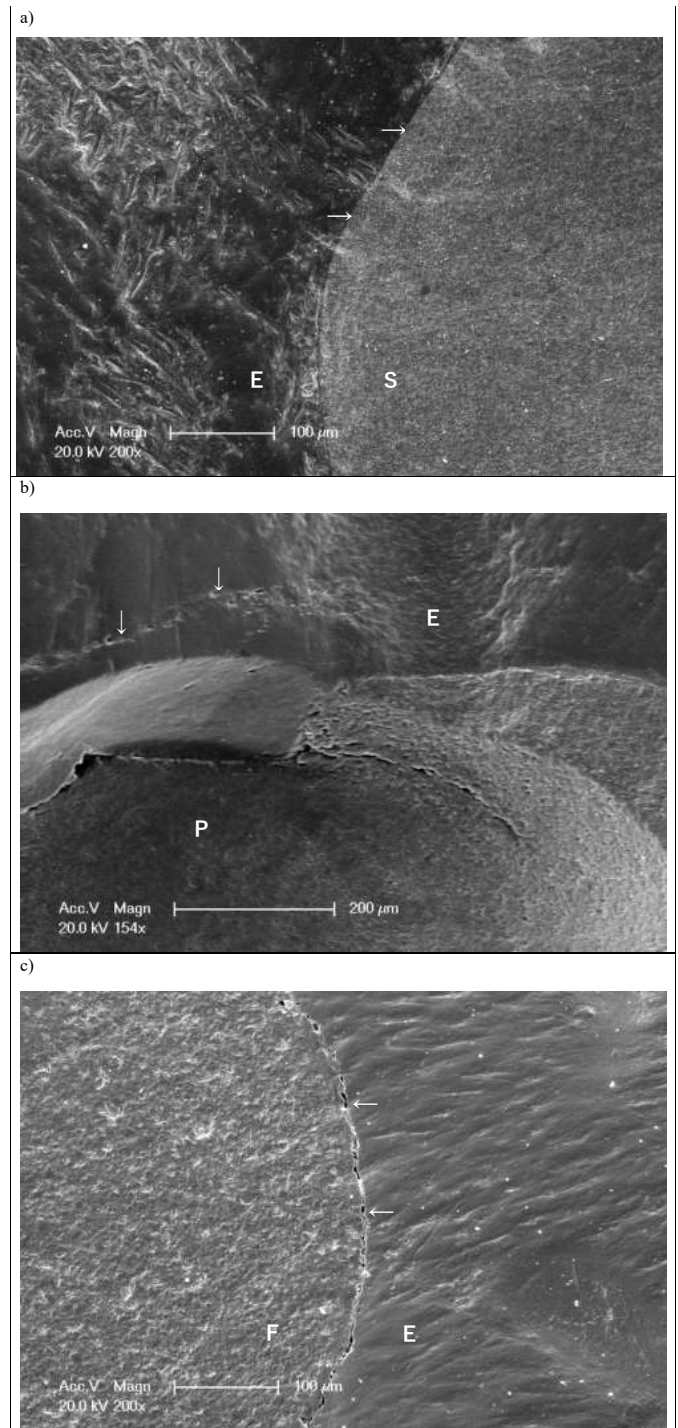 a)
→
→
E S
Acc.V Magn 100 µm
20.0 kV 200x
b)
↓
↓
E
P
Acc.V Magn 200 µm
20.0 kV 154x
c)
←
←
F E
Acc.V Magn 100 µm
20.0 kV 200x